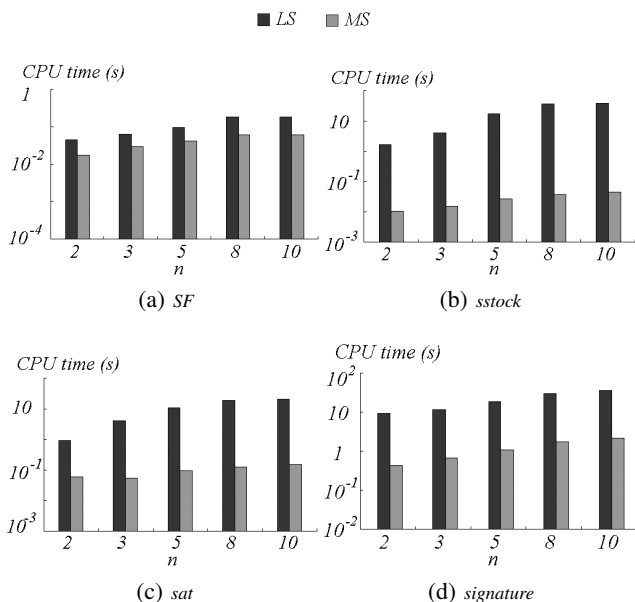 LS MS
CPU time (s)
1
10^-2
10^-4
2 3 5 8 10
n
(a) SF
CPU time (s)
10
10^-1
10^-3
2 3 5 8 10
n
(b) sstock
CPU time (s)
10
10^-1
10^-3
2 3 5 8 10
n
(c) sat
CPU time (s)
10^2
10
1
10^-1
10^-2
2 3 5 8 10
n
(d) signature